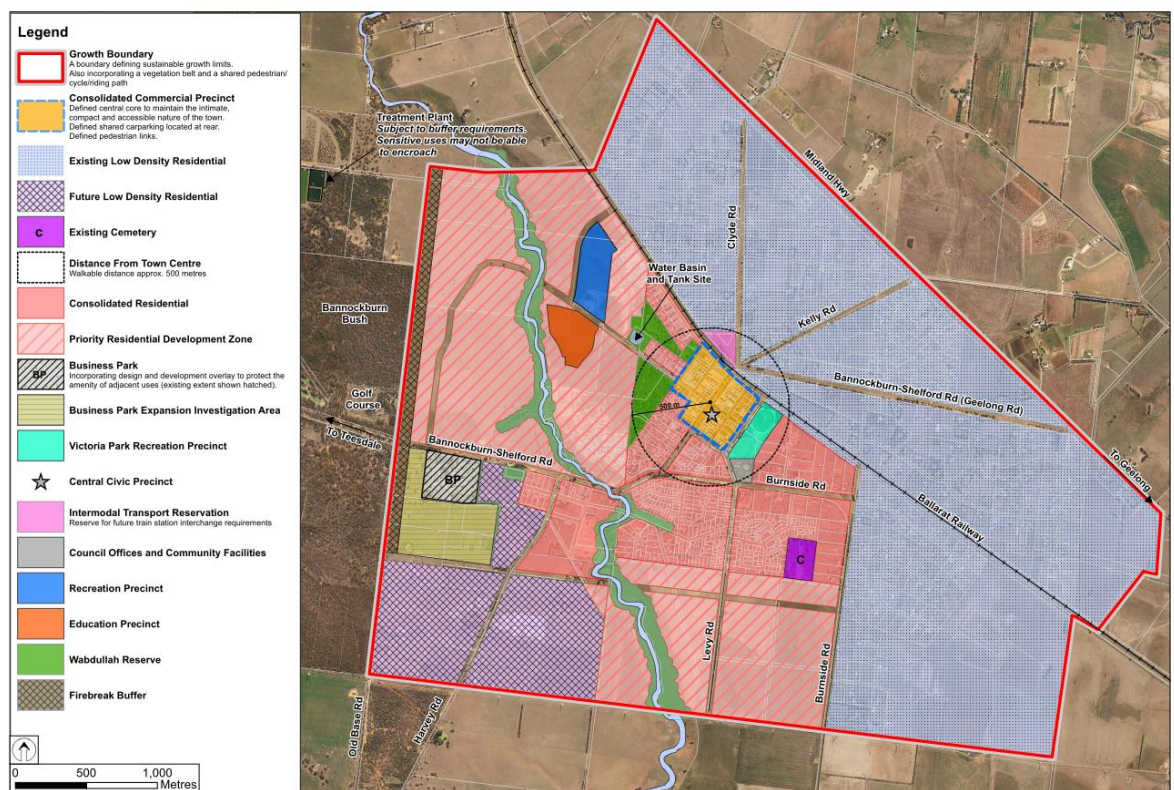 Legend
Growth Boundary
A boundary defining sustainable growth limits.
Also incorporating a vegetation belt and a shared pedestrian/
cycle/riding path
Consolidated Commercial Precinct
Defined central core to maintain the intimate,
compact and accessible nature of the town.
Defined shared carparking located at rear.
Defined pedestrian links.
Existing Low Density Residential
Future Low Density Residential
C
Existing Cemetery
Distance From Town Centre
Walkable distance approx. 500 metres
Consolidated Residential
Priority Residential Development Zone
BP
Business Park
Incorporating design and development overlay to protect the
amenity of adjacent uses (existing extent shown hatched).
Business Park Expansion Investigation Area
Victoria Park Recreation Precinct
Central Civic Precinct
Intermodal Transport Reservation
Reserve for future train station interchange requirements
Council Offices and Community Facilities
Recreation Precinct
Education Precinct
Wabdullah Reserve
Firebreak Buffer
0 500 1,000
Metres
Treatment Plant
Subject to buffer requirements.
Sensitive uses may not be able
to encroach
Midland Hwy
Clyde Rd
Water Basin
and Tank Site
Bannockburn
Bush
Kelly Rd
Bannockburn-Shelford Rd (Geelong Rd)
Golf
Course
500 m
To Teesdale
Bannockburn-Shelford Rd
To Geelong
BP
Burnside Rd
Ballarat Railway
C
Levy Rd
Burnside Rd
Old Base Rd
Harvey Rd